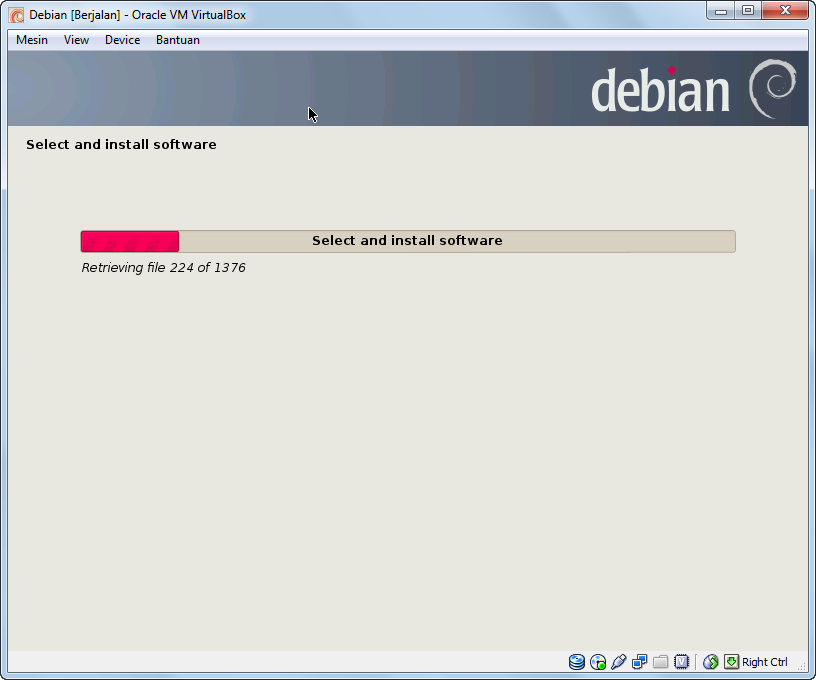 Debian [Berjalan] - Oracle VM VirtualBox
Mesin View Device Bantuan
debian
Select and install software
Select and install software
Retrieving file 224 of 1376
Right Ctrl